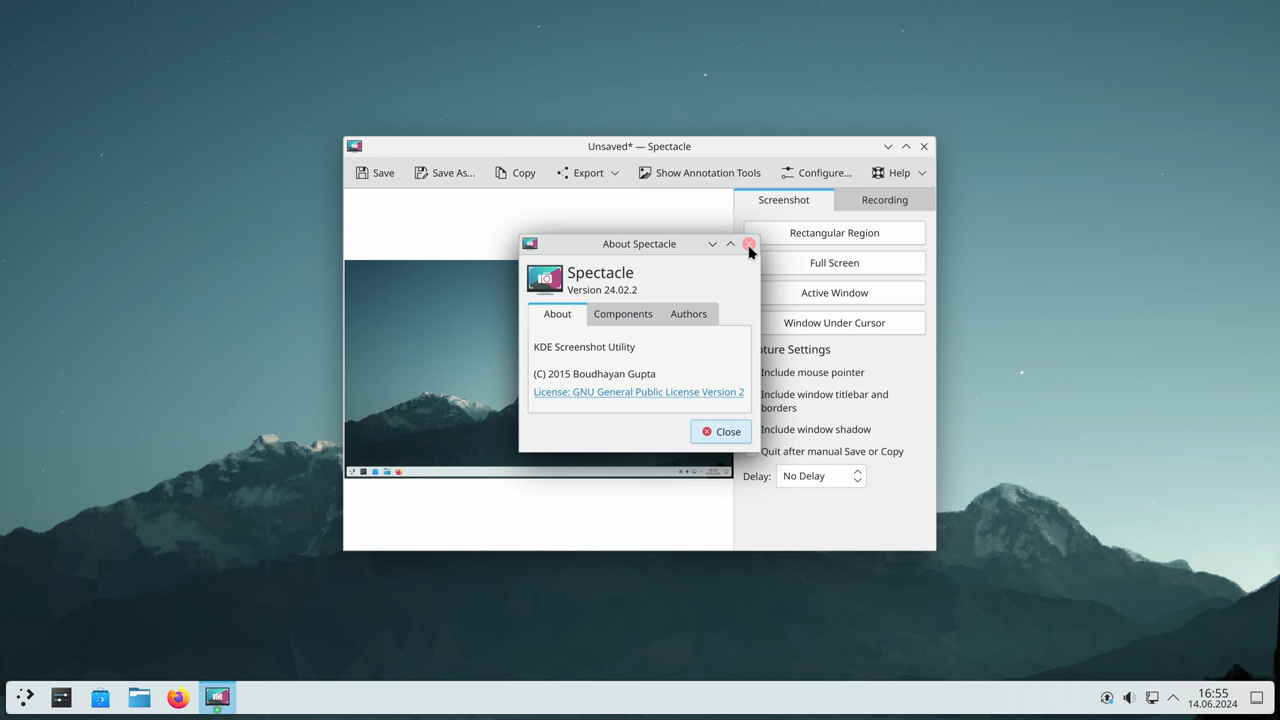 Unsaved* — Spectacle
Save
Save As...
Copy
Export
Show Annotation Tools
Configure...
Help
Screenshot
Recording
Rectangular Region
Full Screen
Active Window
Window Under Cursor
ture Settings
Include mouse pointer
Include window titlebar and
borders
Include window shadow
Quit after manual Save or Copy
Delay:
No Delay
About Spectacle
Spectacle
Version 24.02.2
About
Components
Authors
KDE Screenshot Utility
(C) 2015 Boudhayan Gupta
License: GNU General Public License Version 2
Close
16:55
14.06.2024